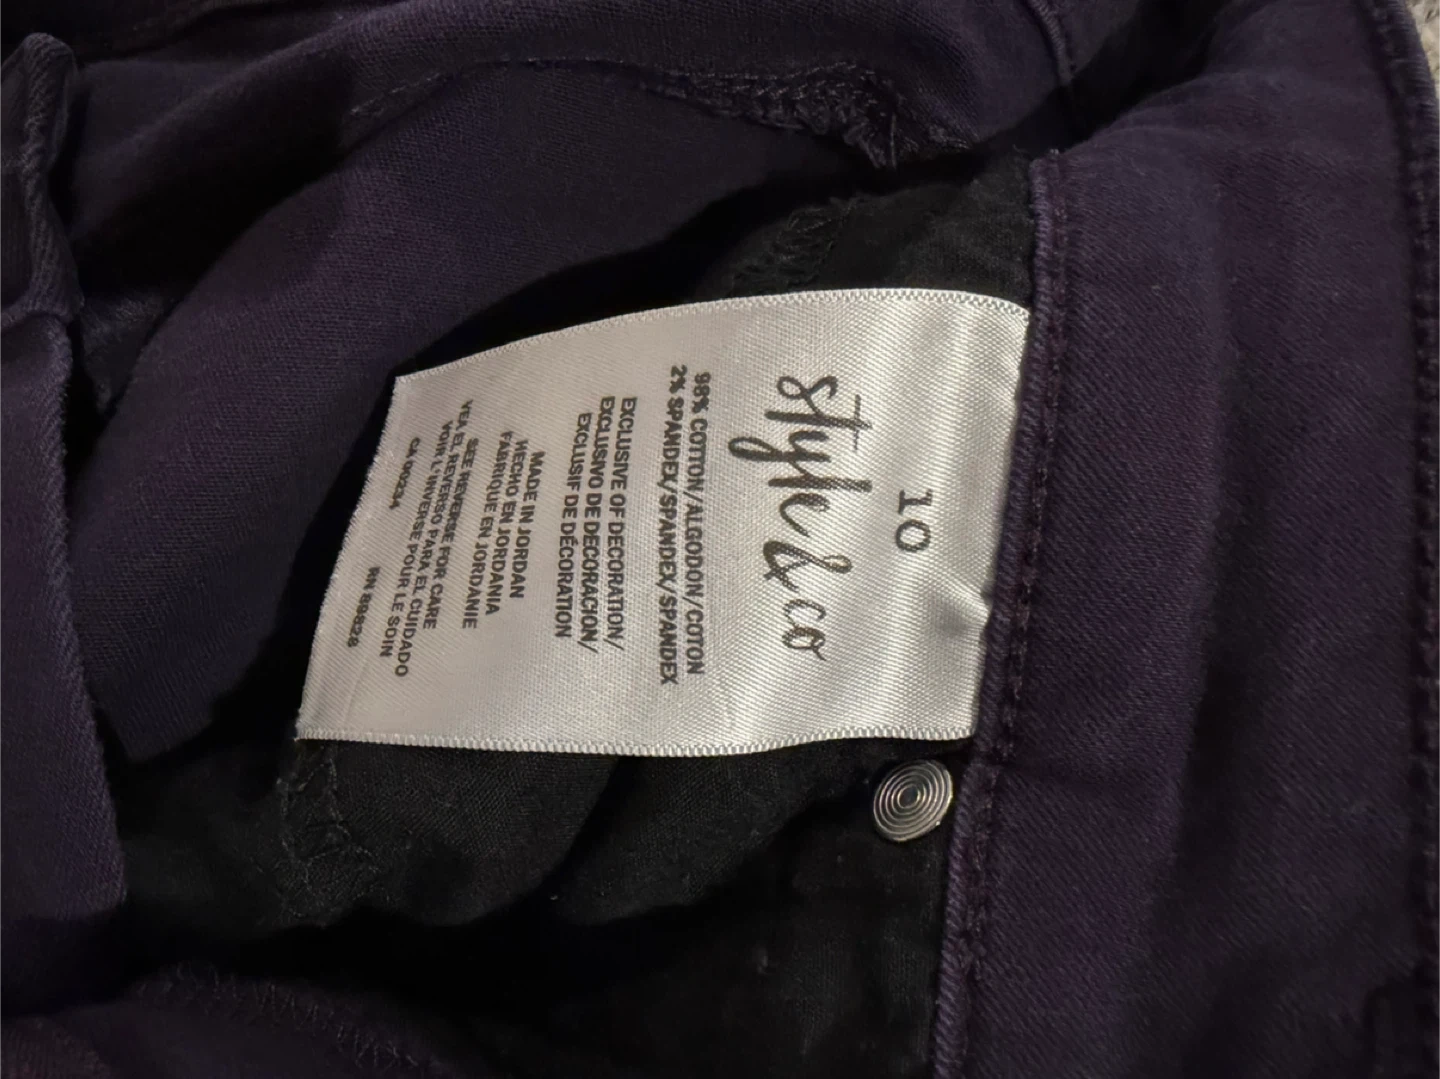 10
style&co
98% COTTON/ALGODON/COTON
2% SPANDEX/SPANDEX/SPANDEX
EXCLUSIVE OF DECORATION/
EXCLUSIVO DE DECORACION/
EXCLUSIF DE DÉCORATION
MADE IN JORDAN
HECHO EN JORDANIA
FABRIQUE EN JORDANIE
SEE REVERSE FOR CARE
VEA EL REVERSO PARA EL CUIDADO
VOIR L'INVERSE POUR LE SOIN
CA 00234 RN 89828